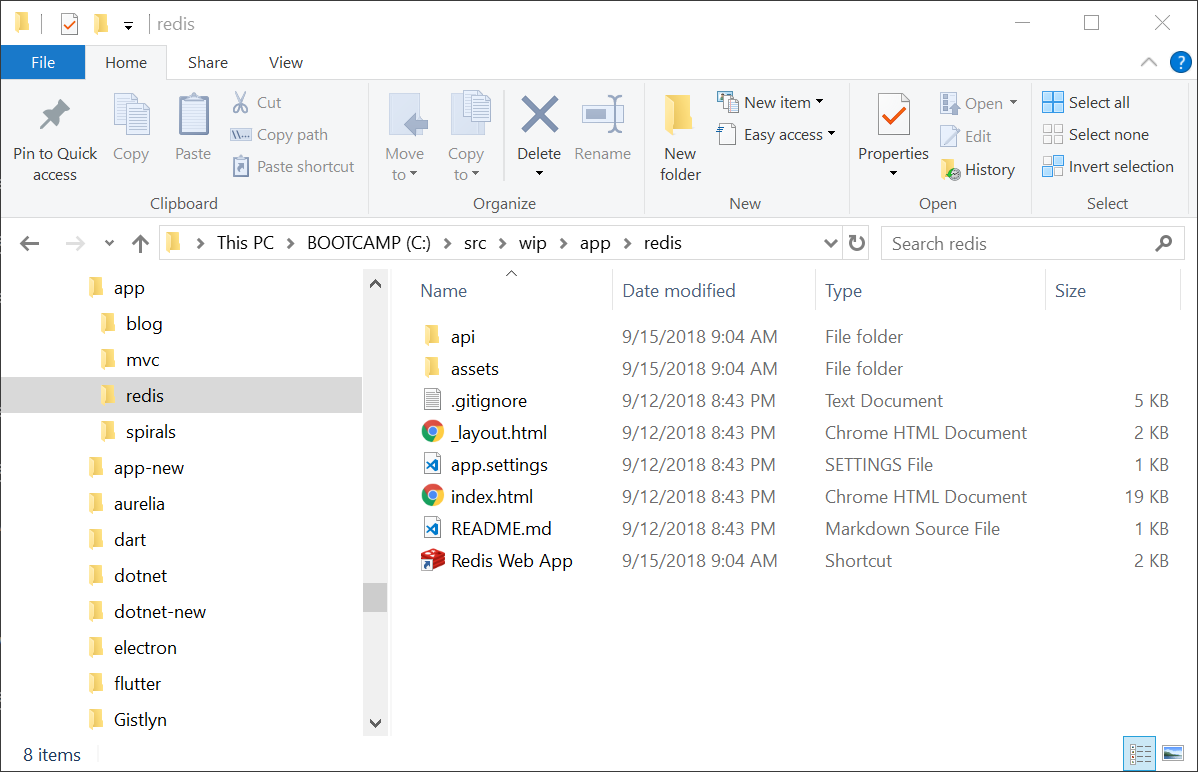 redis
File Home Share View
?
Pin to Quick access
Copy
Paste
Cut
Copy path
Paste shortcut
Clipboard
Move to
Copy to
Delete
Rename
Organize
New folder
New item
Easy access
New
Properties
Open
Edit
History
Open
Select all
Select none
Invert selection
Select
This PC > BOOTCAMP (C:) > src > wip > app > redis
Search redis
app
blog
mvc
redis
spirals
app-new
aurelia
dart
dotnet
dotnet-new
electron
flutter
Gistlyn
Name Date modified Type Size
api 9/15/2018 9:04 AM File folder
assets 9/15/2018 9:04 AM File folder
.gitignore 9/12/2018 8:43 PM Text Document 5 KB
_layout.html 9/12/2018 8:43 PM Chrome HTML Document 2 KB
app.settings 9/12/2018 8:43 PM SETTINGS File 1 KB
index.html 9/12/2018 8:43 PM Chrome HTML Document 19 KB
README.md 9/12/2018 8:43 PM Markdown Source File 1 KB
Redis Web App 9/15/2018 9:04 AM Shortcut 2 KB
8 items